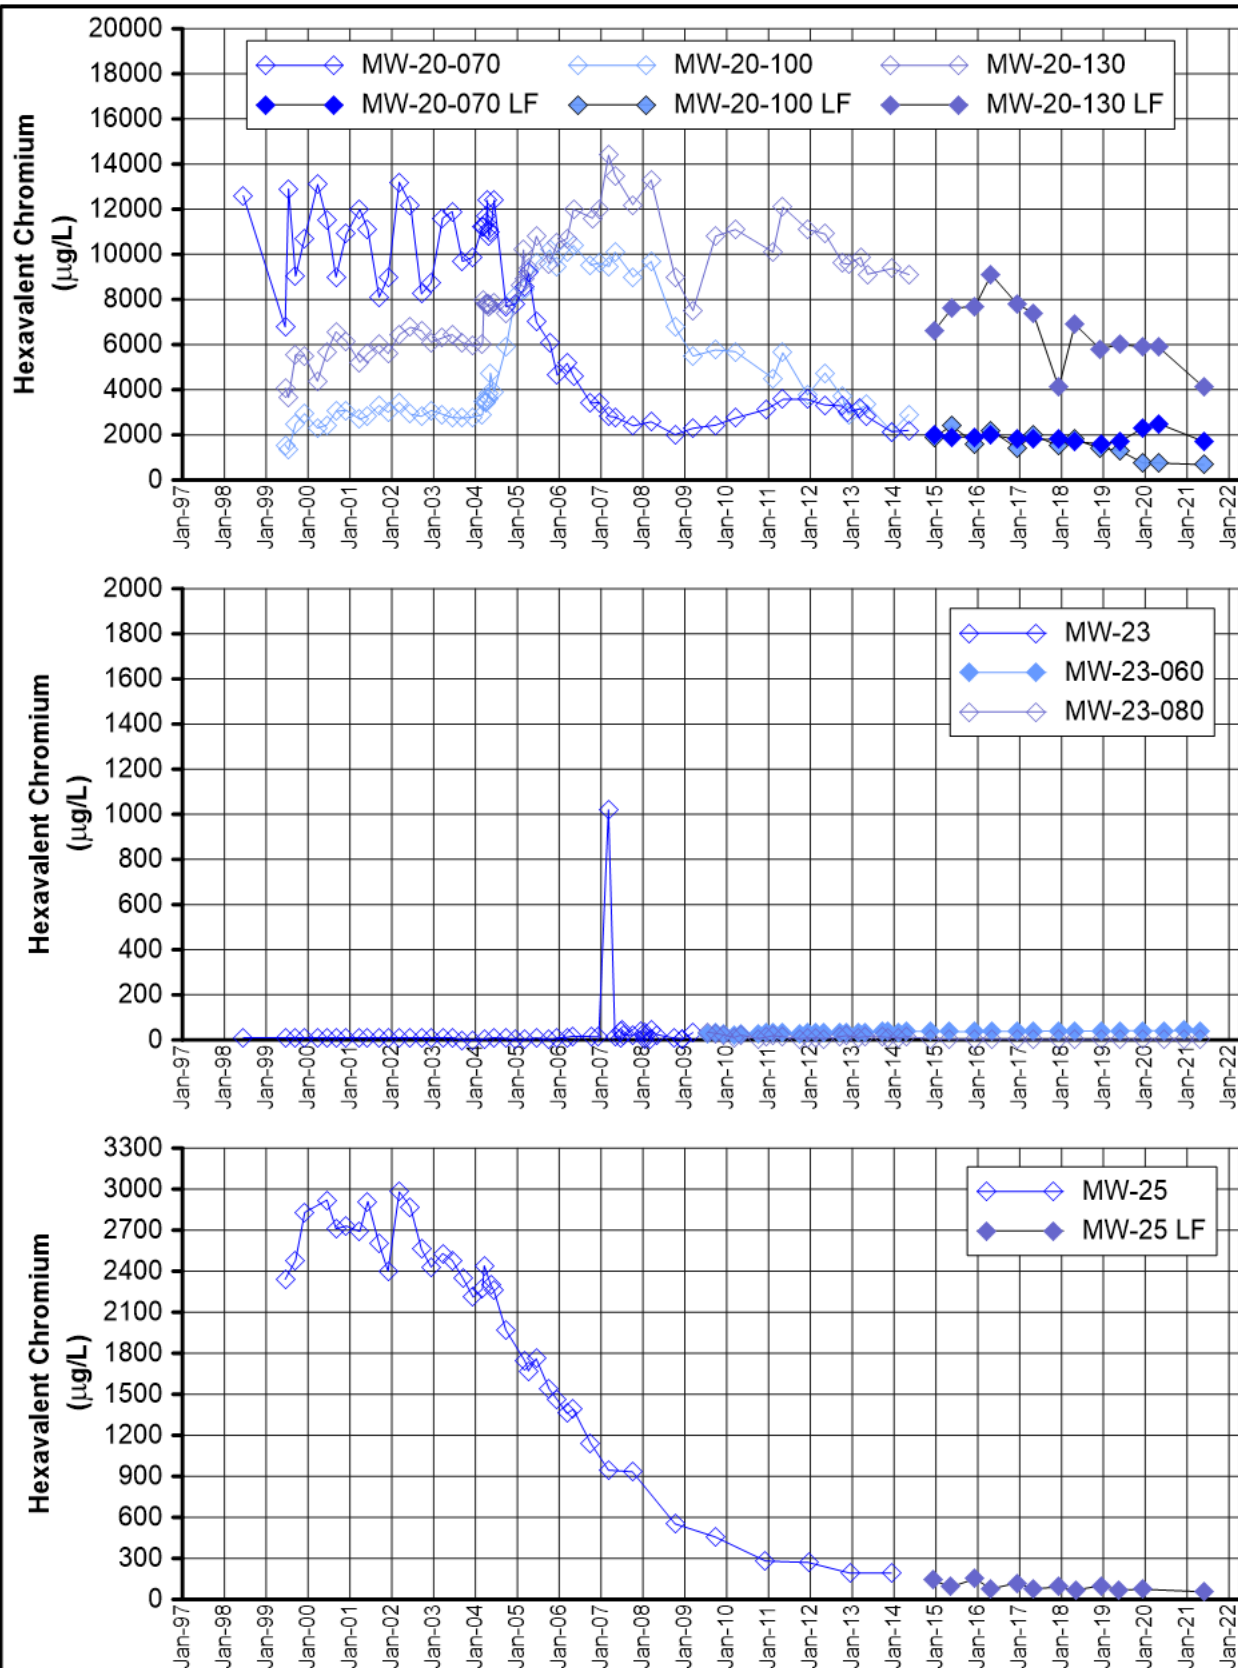 20000
18000
16000
14000
12000
10000
8000
6000
4000
2000
0
Hexavalent Chromium
(µg/L)
MW-20-070 MW-20-100 MW-20-130
MW-20-070 LF MW-20-100 LF MW-20-130 LF
Jan-97 Jan-98 Jan-99 Jan-00 Jan-01 Jan-02 Jan-03 Jan-04 Jan-05 Jan-06 Jan-07 Jan-08 Jan-09 Jan-10 Jan-11 Jan-12 Jan-13 Jan-14 Jan-15 Jan-16 Jan-17 Jan-18 Jan-19 Jan-20 Jan-21 Jan-22
2000
1800
1600
1400
1200
1000
800
600
400
200
0
Hexavalent Chromium
(µg/L)
MW-23
MW-23-060
MW-23-080
Jan-97 Jan-98 Jan-99 Jan-00 Jan-01 Jan-02 Jan-03 Jan-04 Jan-05 Jan-06 Jan-07 Jan-08 Jan-09 Jan-10 Jan-11 Jan-12 Jan-13 Jan-14 Jan-15 Jan-16 Jan-17 Jan-18 Jan-19 Jan-20 Jan-21 Jan-22
3300
3000
2700
2400
2100
1800
1500
1200
900
600
300
0
Hexavalent Chromium
(µg/L)
MW-25
MW-25 LF
Jan-97 Jan-98 Jan-99 Jan-00 Jan-01 Jan-02 Jan-03 Jan-04 Jan-05 Jan-06 Jan-07 Jan-08 Jan-09 Jan-10 Jan-11 Jan-12 Jan-13 Jan-14 Jan-15 Jan-16 Jan-17 Jan-18 Jan-19 Jan-20 Jan-21 Jan-22